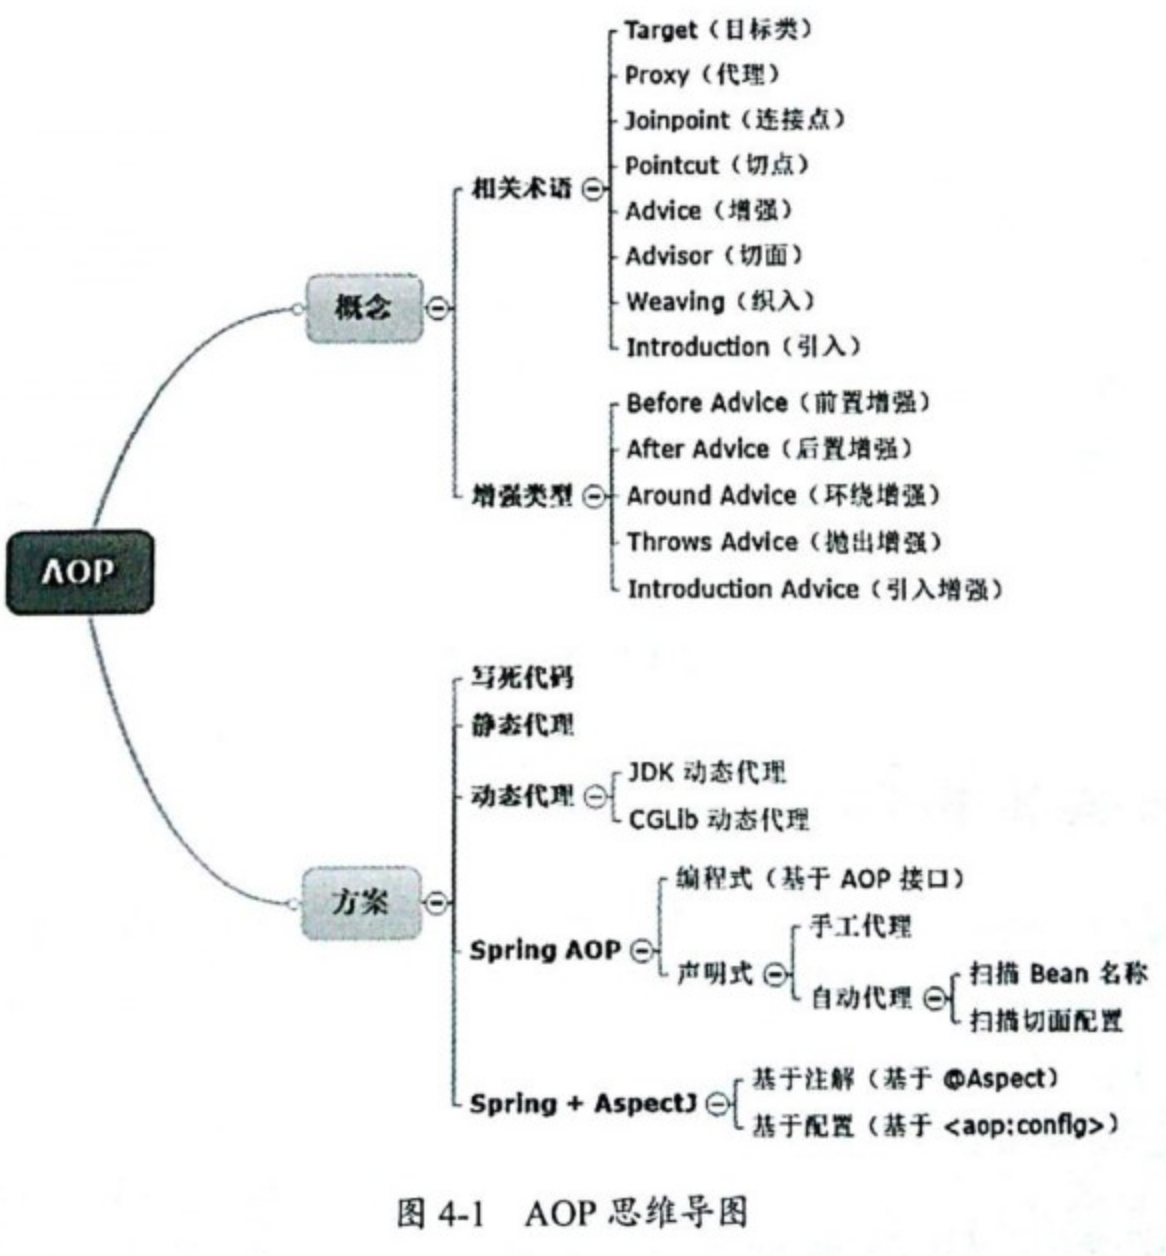 AOP
概念
相关术语
Target（目标类）
Proxy（代理）
Joinpoint（连接点）
Pointcut（切点）
Advice（增强）
Advisor（切面）
Weaving（织入）
Introduction（引入）
增强类型
Before Advice（前置增强）
After Advice（后置增强）
Around Advice（环绕增强）
Throws Advice（抛出增强）
Introduction Advice（引入增强）
方案
写死代码
静态代理
动态代理
JDK 动态代理
CGLib 动态代理
Spring AOP
编程式（基于 AOP 接口）
声明式
手工代理
自动代理
扫描 Bean 名称
扫描切面配置
Spring + AspectJ
基于注解（基于 @Aspect）
基于配置（基于 <aop:config>）
图 4-1 AOP 思维导图